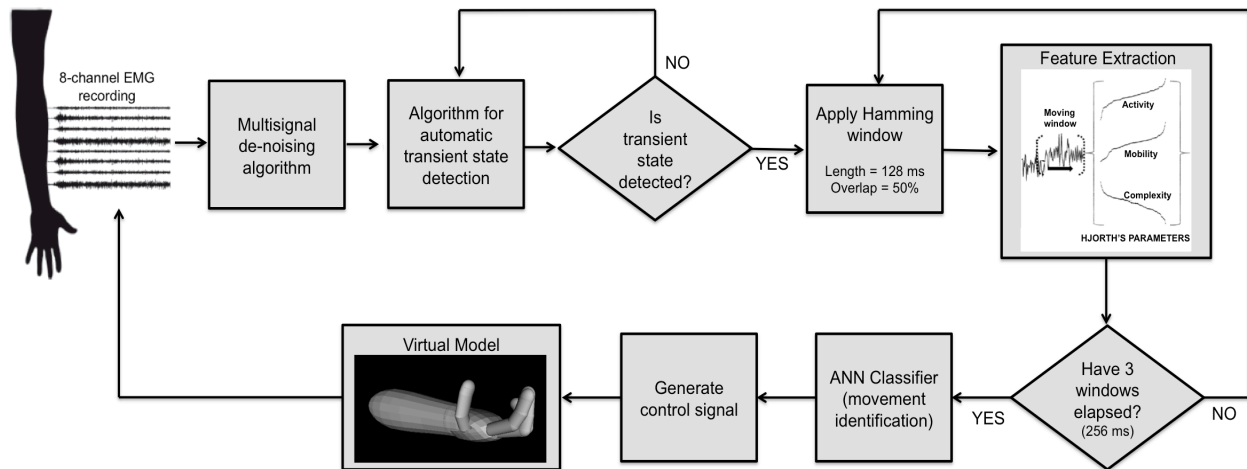 8-channel EMG
recording
Multisignal
de-noising
algorithm
Algorithm for
automatic
transient state
detection
NO
Is
transient
state
detected?
YES
Apply Hamming
window
Length = 128 ms
Overlap = 50%
Feature Extraction
Moving
window
Activity
Mobility
Complexity
HJORTH'S PARAMETERS
Have 3
windows
elapsed?
(256 ms)
NO
YES
ANN Classifier
(movement
identification)
Generate
control signal
Virtual Model